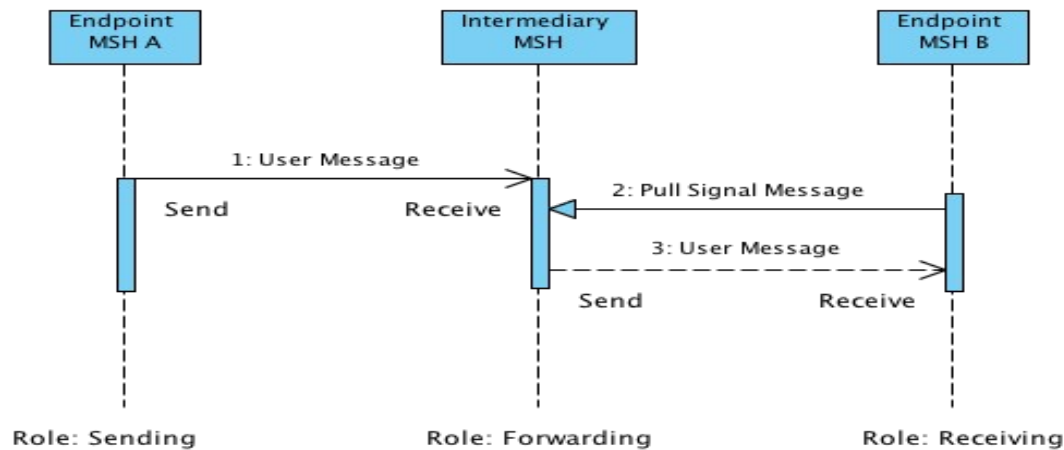 Endpoint
MSH A
Intermediary
MSH
Endpoint
MSH B
1: User Message
2: Pull Signal Message
Send
Receive
3: User Message
Send
Receive
Role: Sending
Role: Forwarding
Role: Receiving